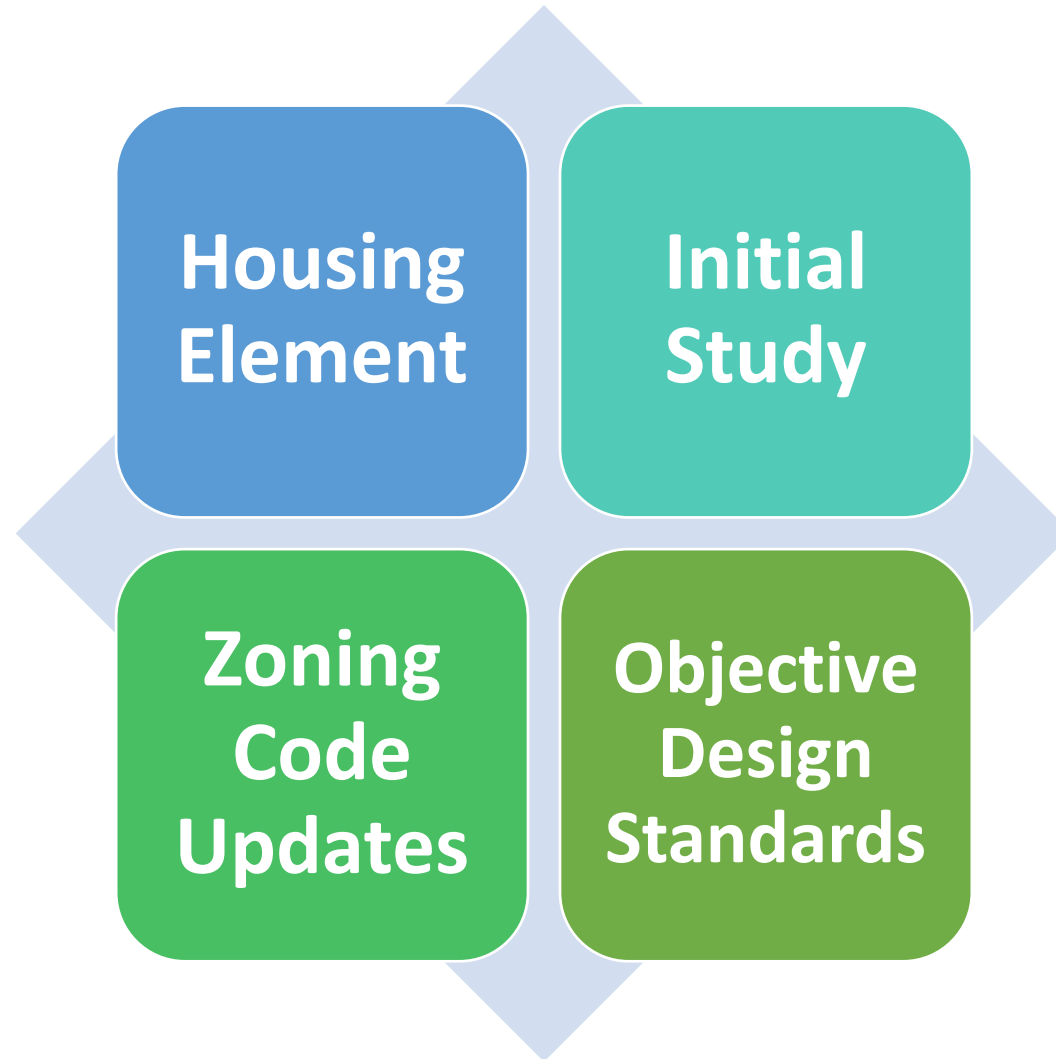 Housing
Element
Initial
Study
Zoning
Code
Updates
Objective
Design
Standards